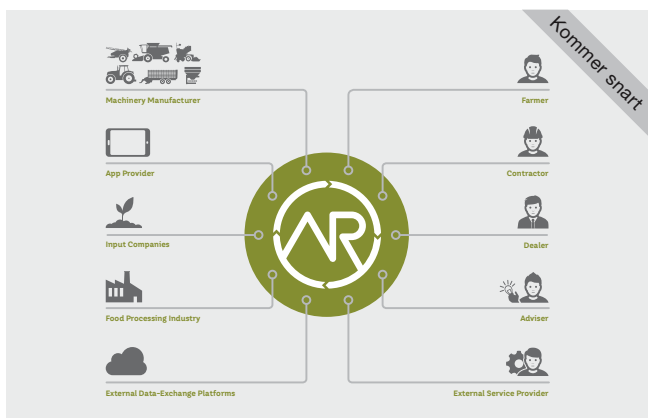 Kommer snart
Machinery Manufacturer
Farmer
App Provider
Contractor
Input Companies
Dealer
Food Processing Industry
Adviser
External Data-Exchange Platforms
External Service Provider
AR